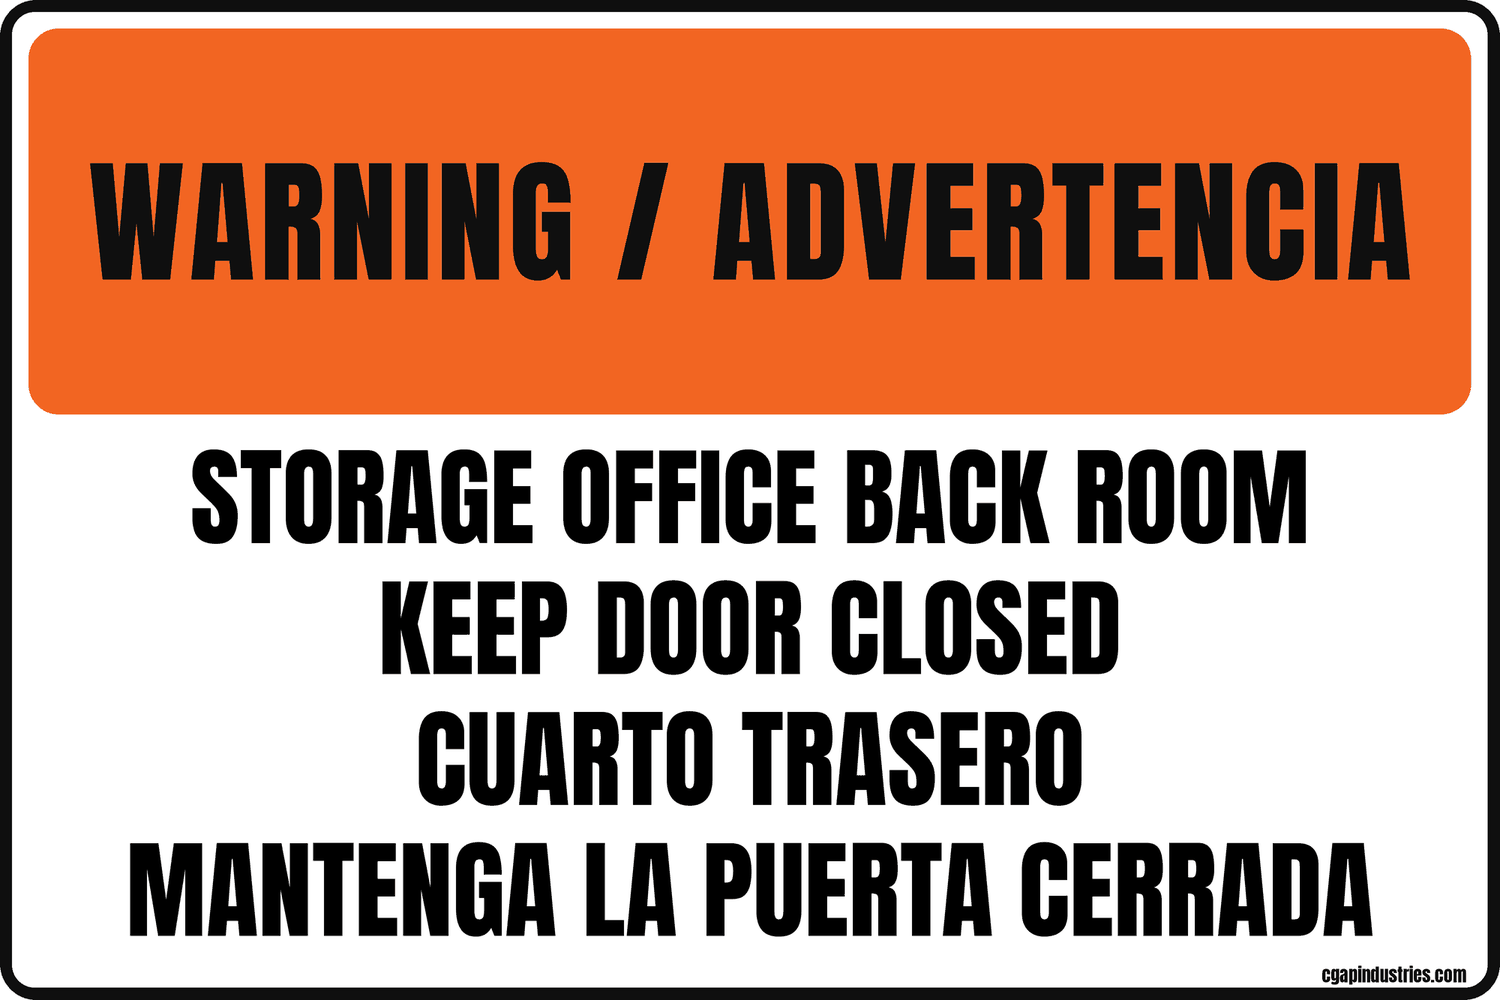 WARNING / ADVERTENCIA
STORAGE OFFICE BACK ROOM
KEEP DOOR CLOSED
CUARTO TRASERO
MANTENGA LA PUERTA CERRADA
cgapindustries.com